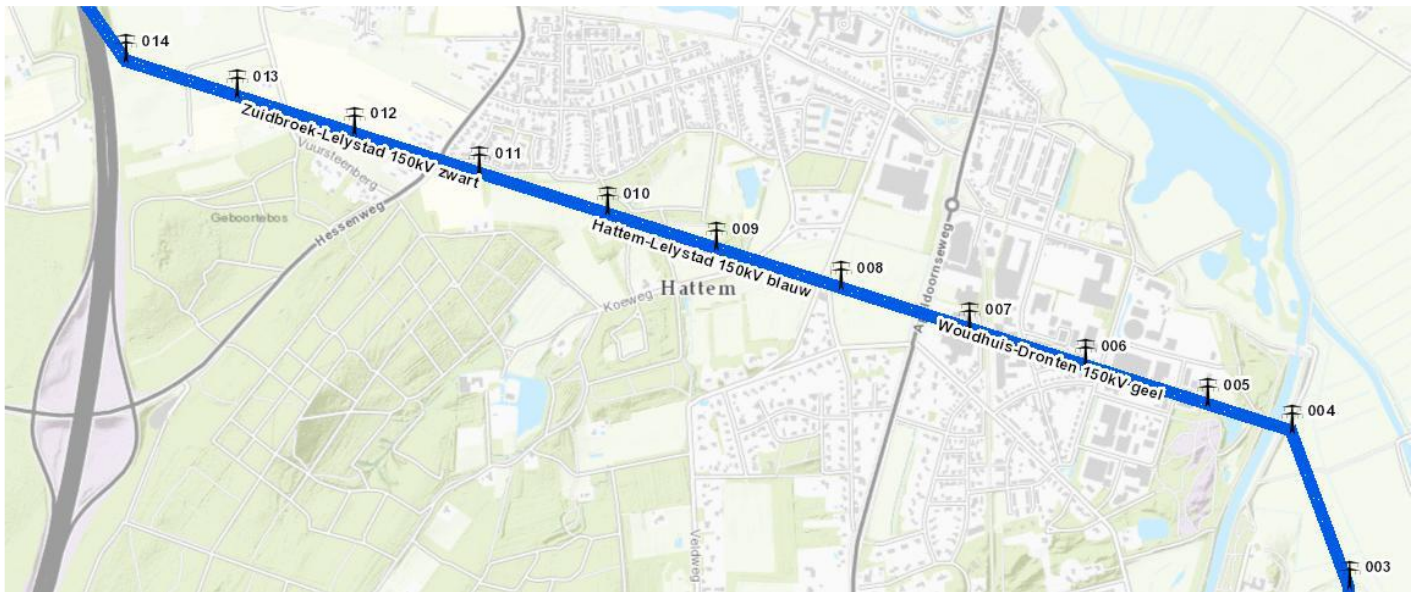 014
013
012
Zuidbroek-Lelystad 150kV zwart
Vuursteenberg
011
Geboortebos
Hessenweg
010
009
Hattem-Lelystad 150kV blauw
008
Koeweg
Hattem
007
Woudhuis-Dronten 150kV geel
006
005
004
Veldweg
003